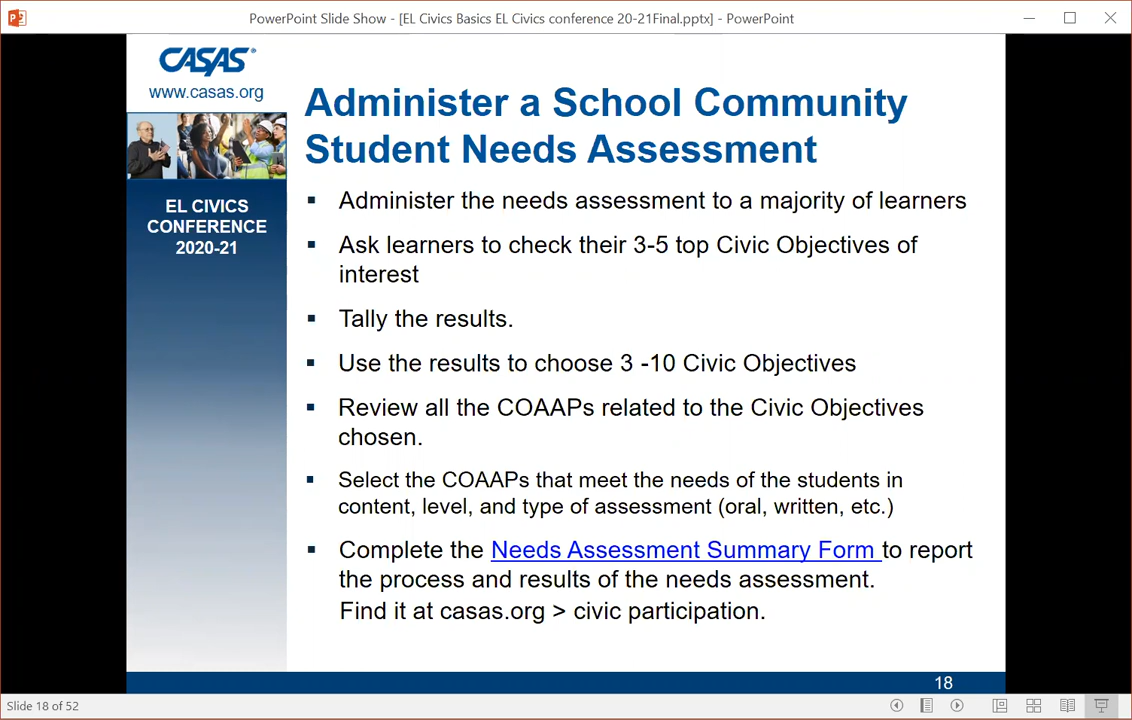 PowerPoint Slide Show - [EL Civics Basics EL Civics conference 20-21Final.pptx] - PowerPoint
CASAS®
www.casas.org
EL CIVICS
CONFERENCE
2020-21
Administer a School Community
Student Needs Assessment
▪ Administer the needs assessment to a majority of learners
▪ Ask learners to check their 3-5 top Civic Objectives of
interest
▪ Tally the results.
▪ Use the results to choose 3 -10 Civic Objectives
▪ Review all the COAAPs related to the Civic Objectives
chosen.
▪ Select the COAAPs that meet the needs of the students in
content, level, and type of assessment (oral, written, etc.)
▪ Complete the Needs Assessment Summary Form to report
the process and results of the needs assessment.
Find it at casas.org > civic participation.
18
Slide 18 of 52